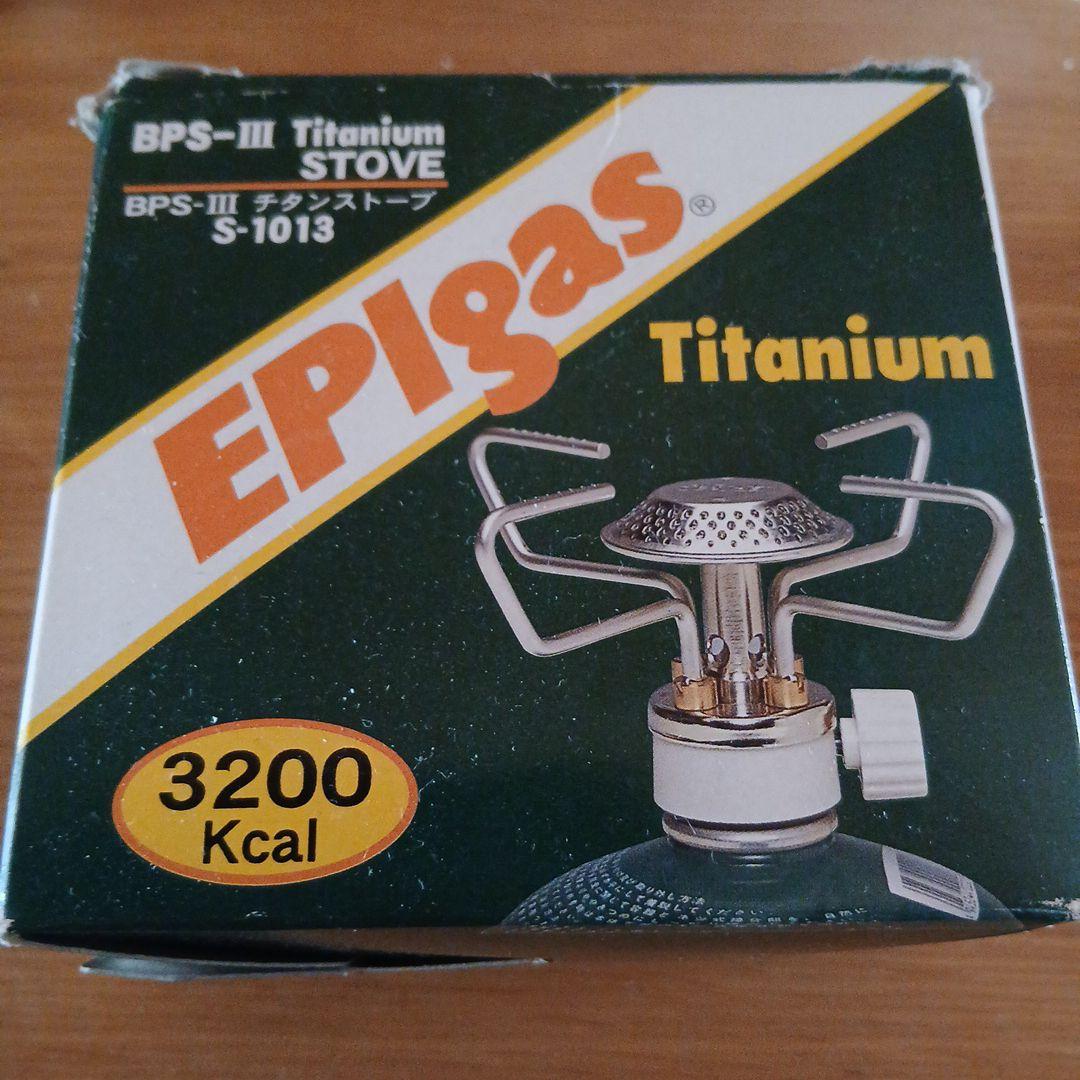 BPS-III Titanium
STOVE
BPS-III チタンストーブ
S-1013
EPIgas®
Titanium
3200
Kcal